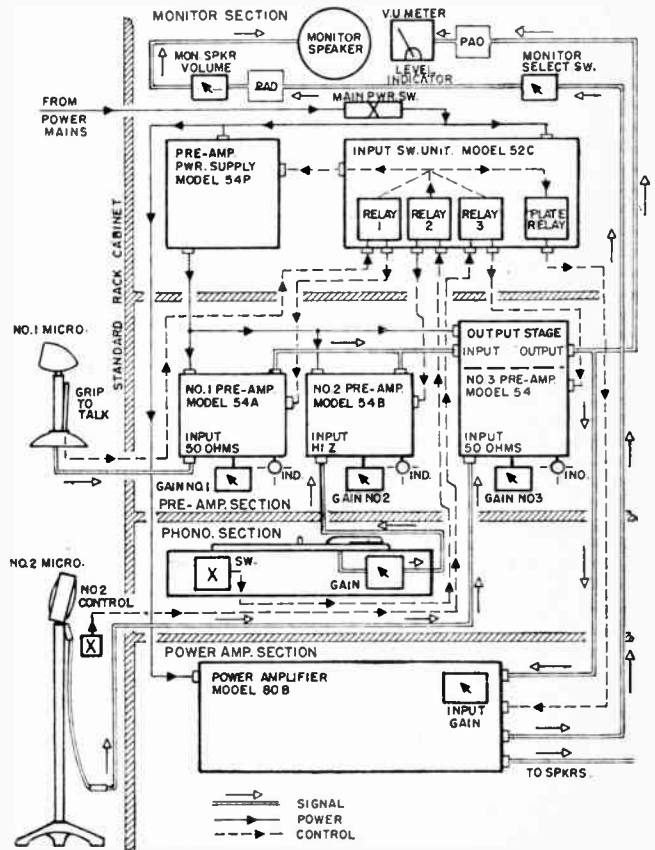 MONITOR SECTION
MONITOR
SPEAKER
V.U METER
LEVEL
INDICATOR
PAD
MON SPKR
VOLUME
PAD
MONITOR
SELECT SW.
MAIN PWR. SW.
FROM
POWER
MAINS
PRE-AMP.
PWR. SUPPLY
MODEL 54P
INPUT SW. UNIT. MODEL 52C
RELAY
1
RELAY
2
RELAY
3
PLATE
RELAY
STANDARD RACK CABINET
NO.1 MICRO.
GRIP
TO
TALK
OUTPUT STAGE
INPUT OUTPUT
NO.1 PRE-AMP.
MODEL 54A
INPUT
50 OHMS
NO.2 PRE-AMP.
MODEL 54B
INPUT
HI Z
NO.3 PRE-AMP.
MODEL 54
INPUT
50 OHMS
GAIN NO.1
IND.
GAIN NO2
IND.
GAIN NO3
IND.
PRE-AMP. SECTION
PHONO. SECTION
SW.
GAIN
X
NO.2 MICRO.
NO2
CONTROL
X
POWER AMP. SECTION
POWER AMPLIFIER
MODEL 80B
INPUT
GAIN
TO SPKRS.
SIGNAL
POWER
CONTROL